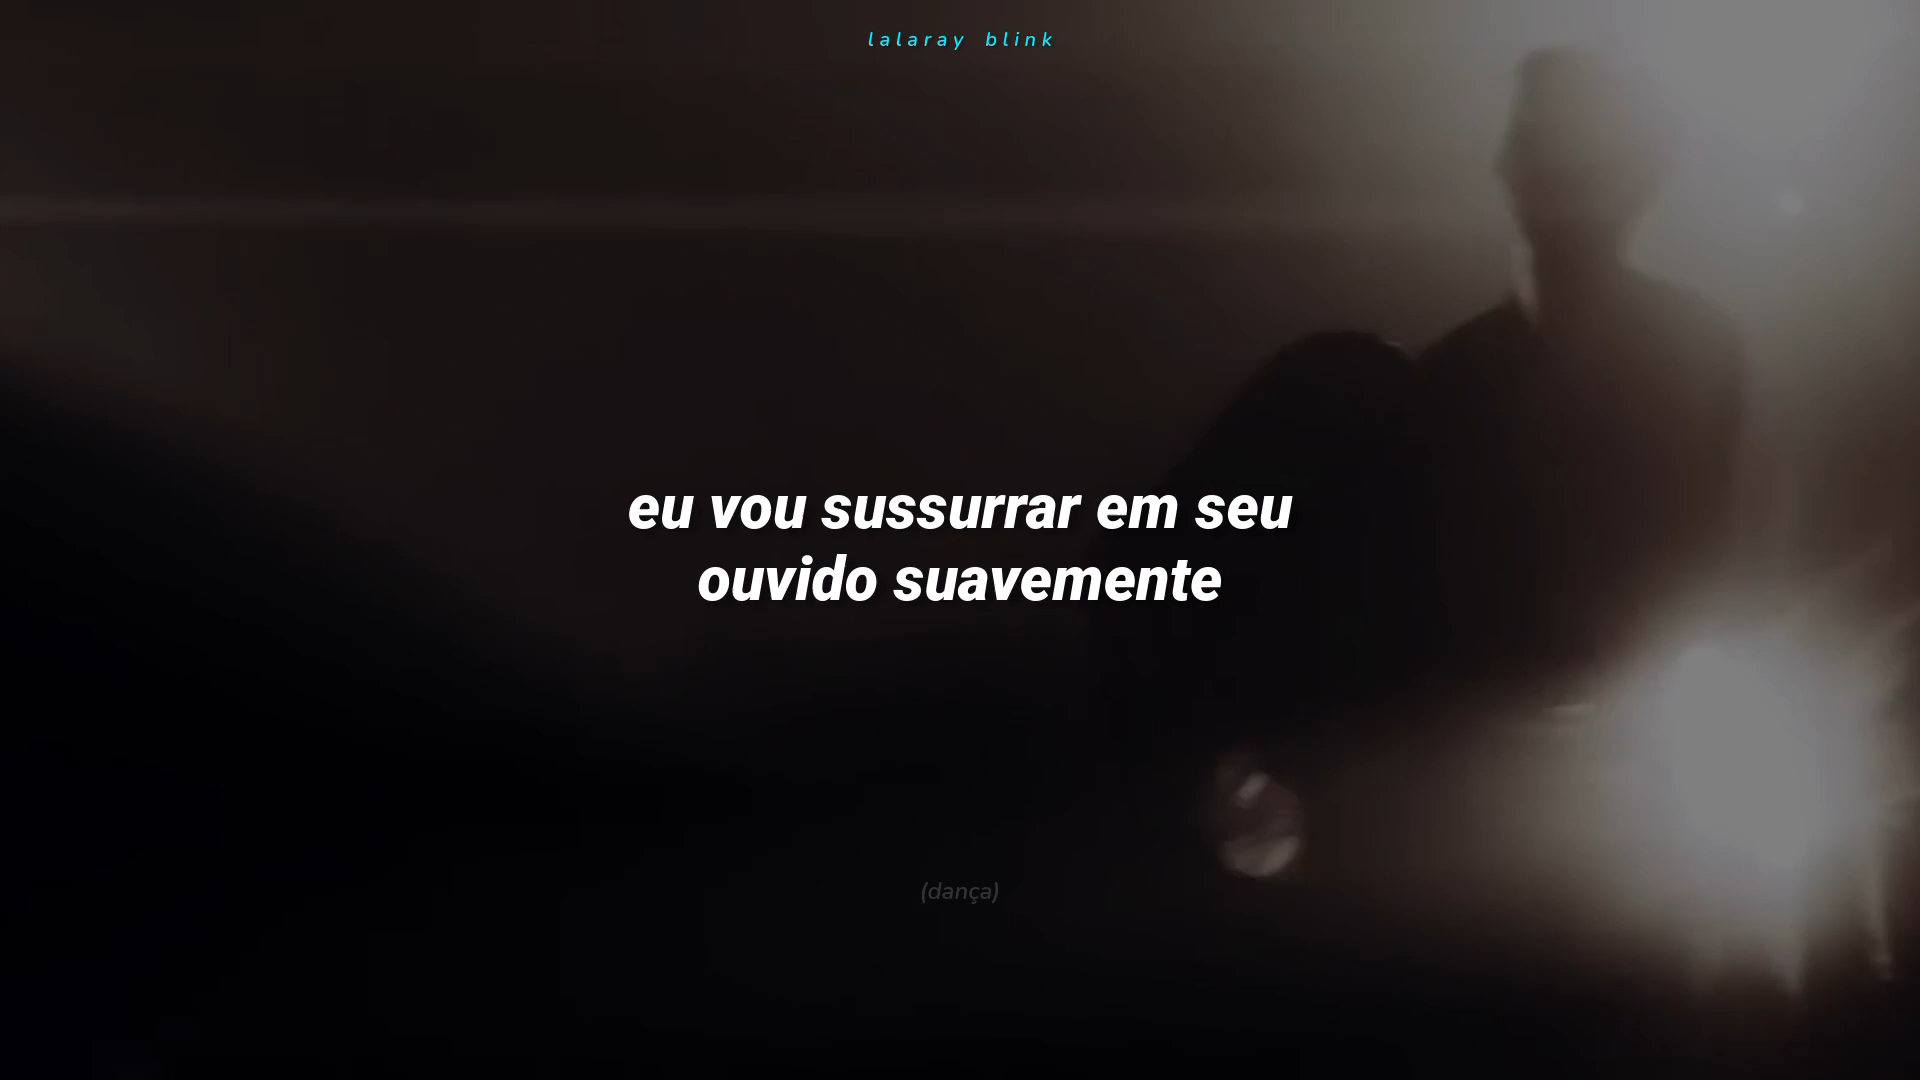 lalaray blink
eu vou sussurrar em seu
ouvido suavemente
(dança)